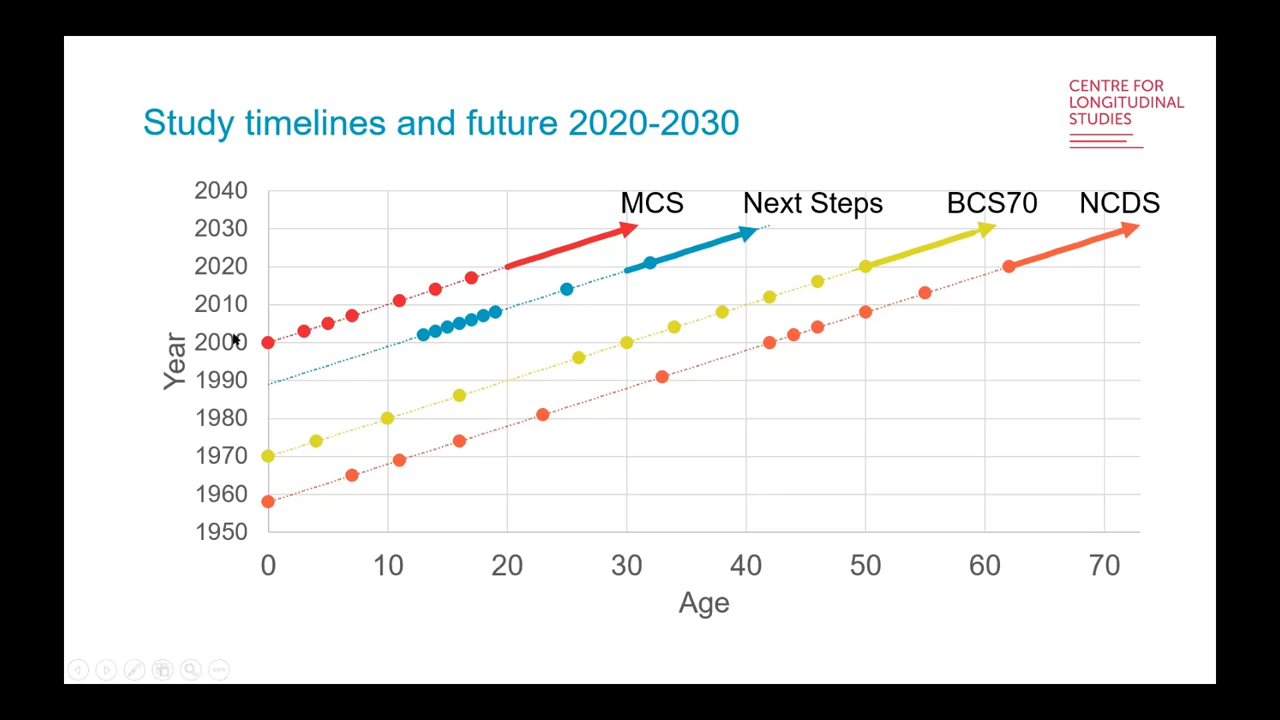 CENTRE FOR
LONGITUDINAL
STUDIES
Study timelines and future 2020-2030
MCS
Next Steps
BCS70
NCDS
2040
2030
2020
2010
2000
1990
1980
1970
1960
1950
Year
0 10 20 30 40 50 60 70
Age